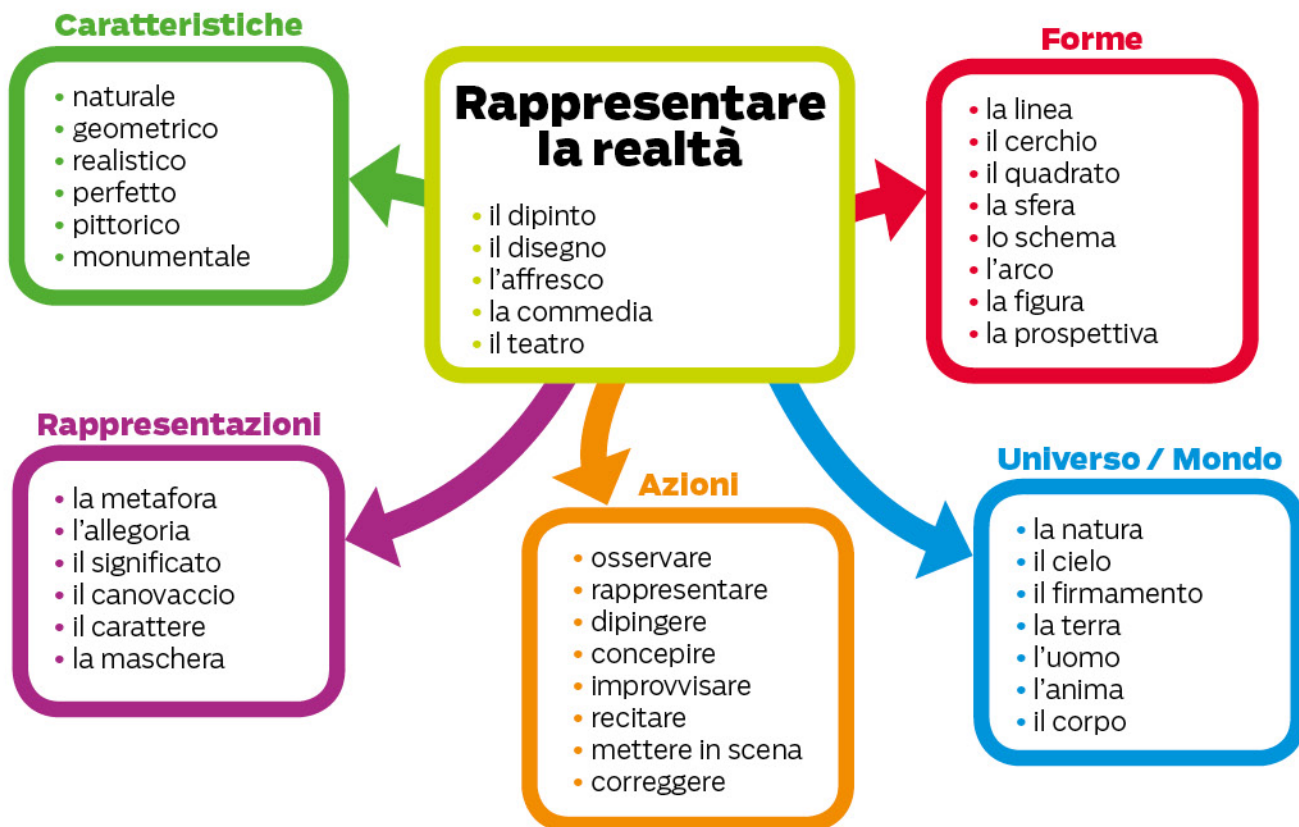 Caratteristiche
• naturale
• geometrico
• realistico
• perfetto
• pittorico
• monumentale
Rappresentare
la realtà
• il dipinto
• il disegno
• l'affresco
• la commedia
• il teatro
Forme
• la linea
• il cerchio
• il quadrato
• la sfera
• lo schema
• l'arco
• la figura
• la prospettiva
Rappresentazioni
• la metafora
• l'allegoria
• il significato
• il canovaccio
• il carattere
• la maschera
Azioni
• osservare
• rappresentare
• dipingere
• concepire
• improvvisare
• recitare
• mettere in scena
• correggere
Universo / Mondo
• la natura
• il cielo
• il firmamento
• la terra
• l'uomo
• l'anima
• il corpo